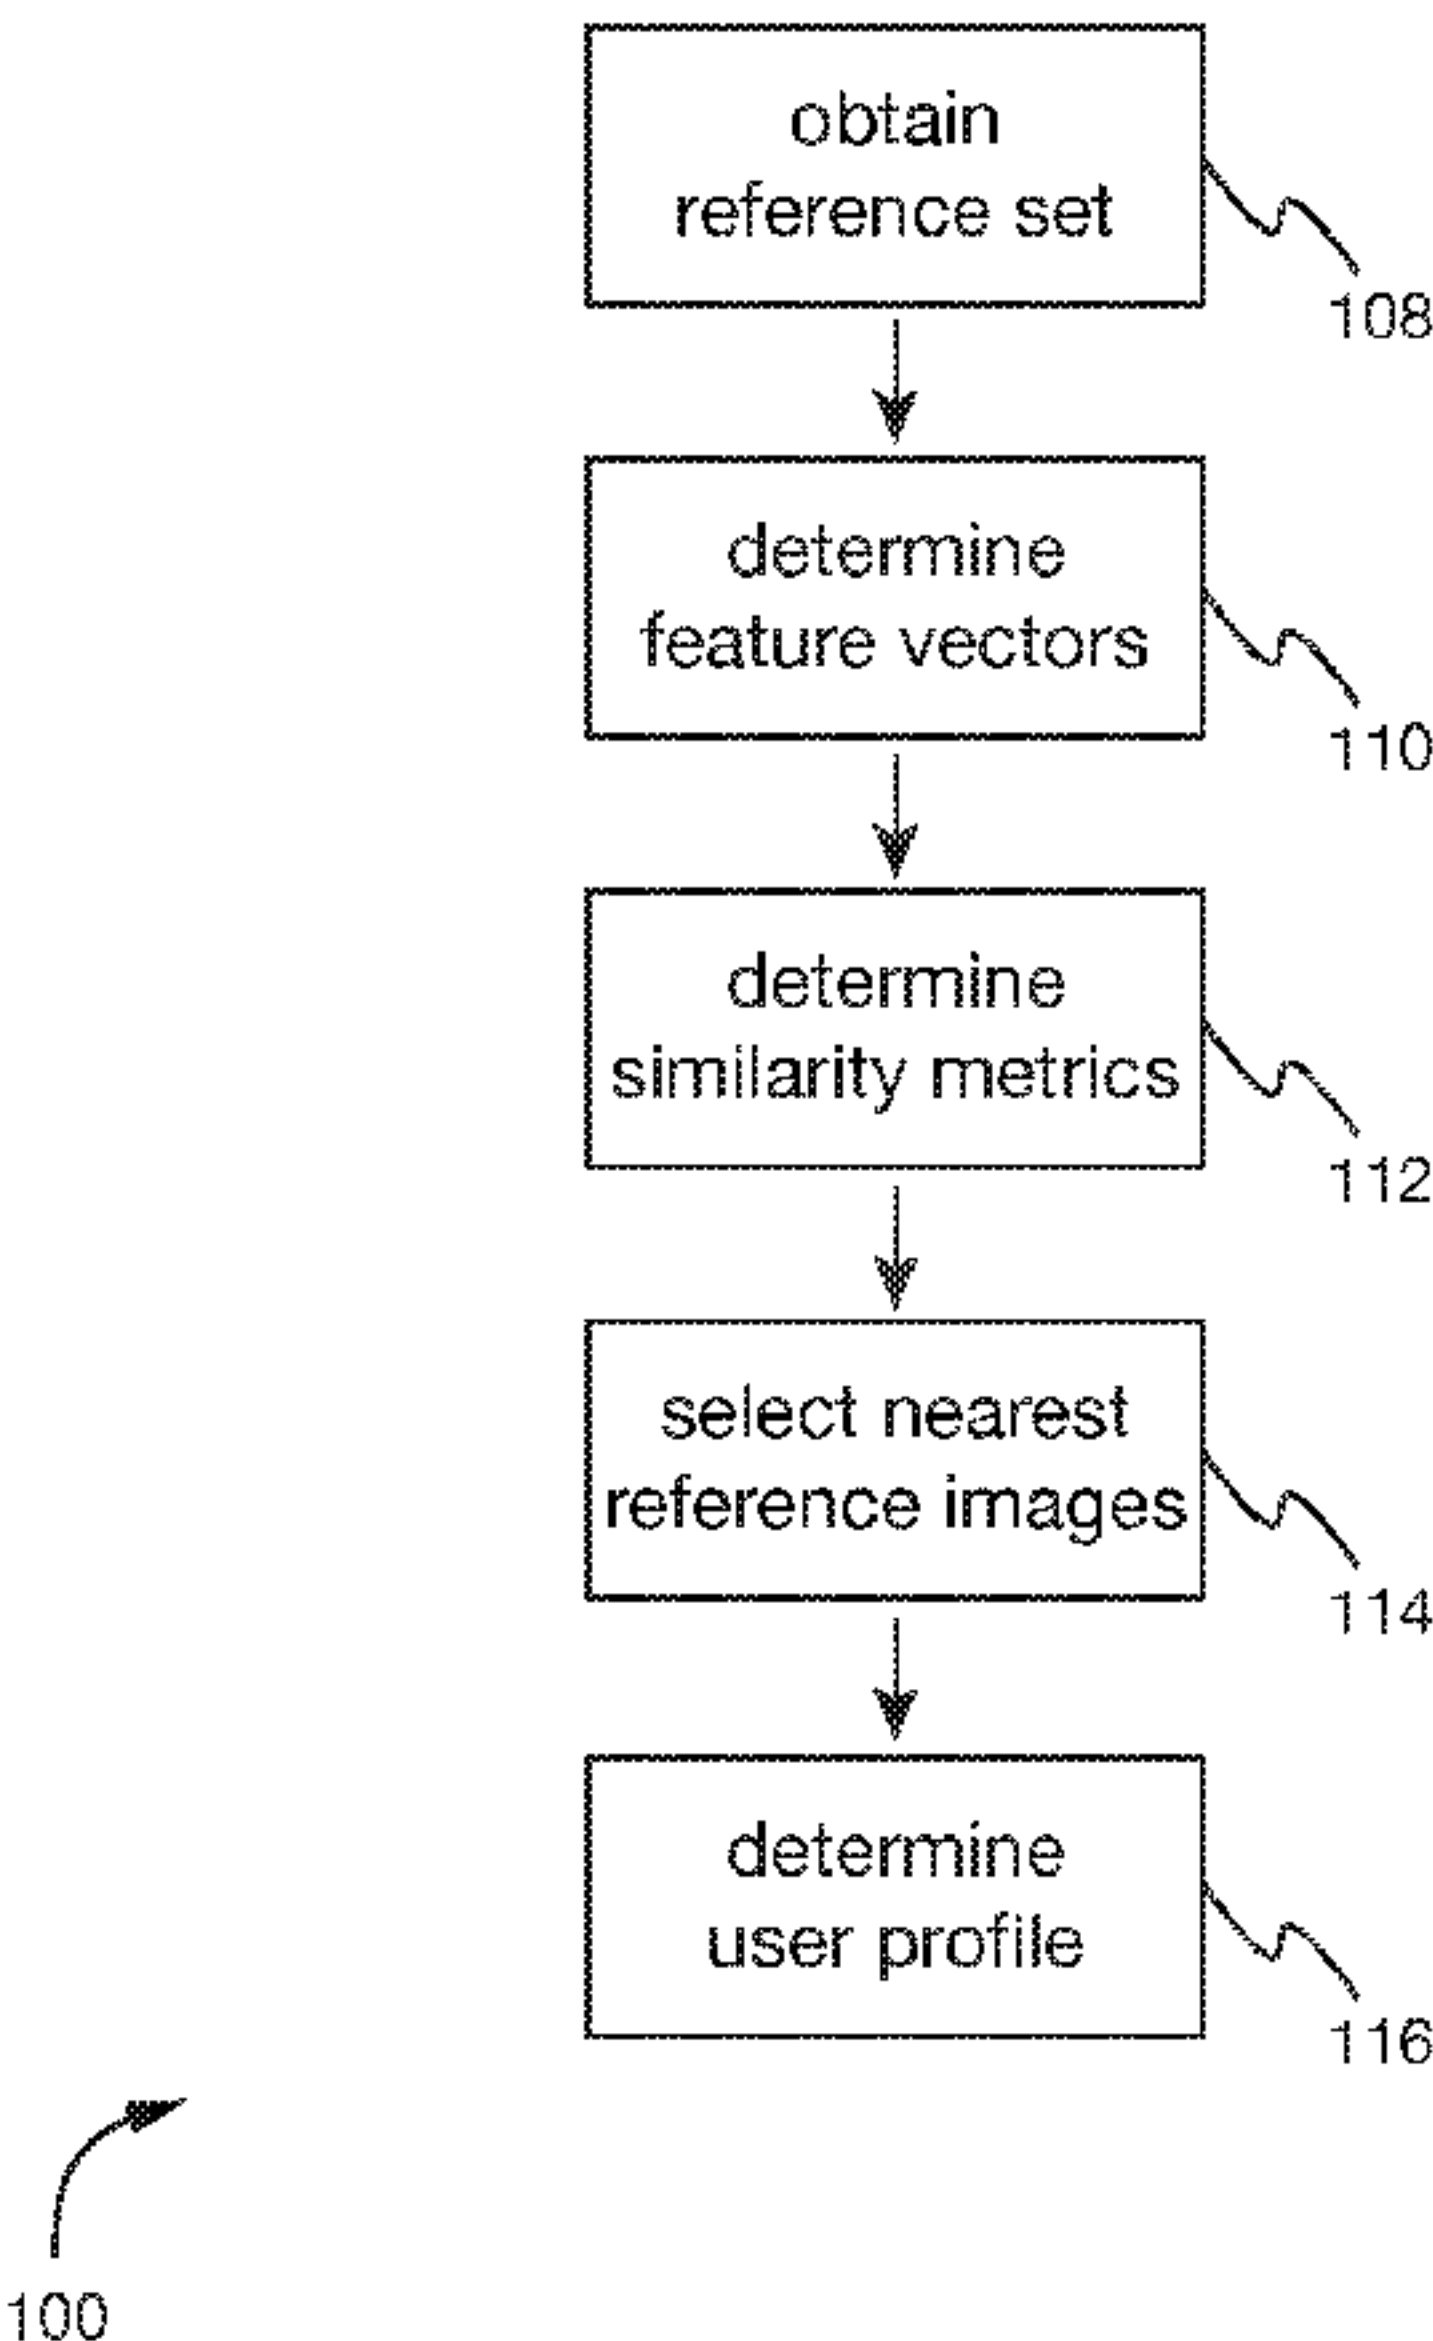 obtain
reference set
108
determine
feature vectors
110
determine
similarity metrics
112
select nearest
reference images
114
determine
user profile
116
100